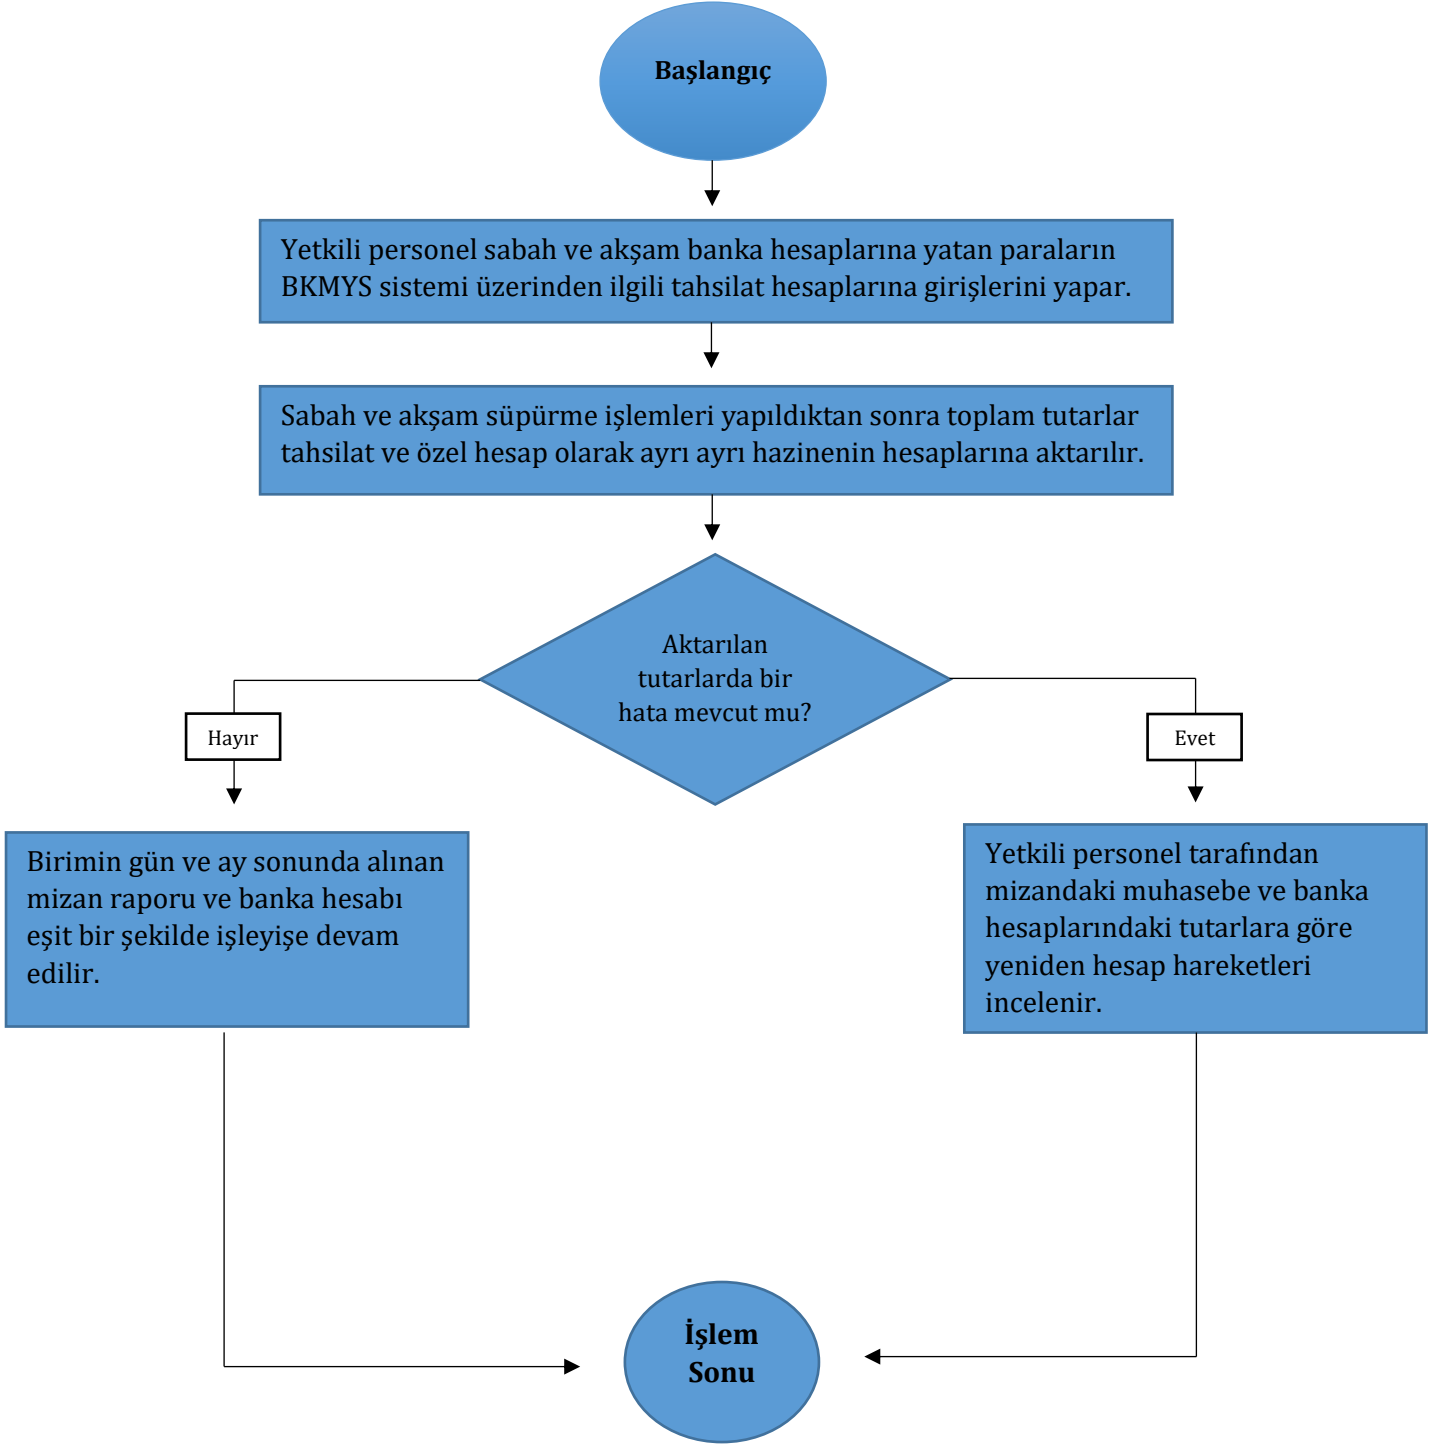 Başlangıç
Yetkili personel sabah ve akşam banka hesaplarına yatan paraların
BKMYS sistemi üzerinden ilgili tahsilat hesaplarına girişlerini yapar.
Sabah ve akşam süpürme işlemleri yapıldıktan sonra toplam tutarlar
tahsilat ve özel hesap olarak ayrı ayrı hazinenin hesaplarına aktarılır.
Aktarılan
tutarlarda bir
hata mevcut mu?
Hayır
Evet
Birimin gün ve ay sonunda alınan
mizan raporu ve banka hesabı
eşit bir şekilde işleyişe devam
edilir.
Yetkili personel tarafından
mizandaki muhasebe ve banka
hesaplarındaki tutarlara göre
yeniden hesap hareketleri
incelenir.
İşlem
Sonu